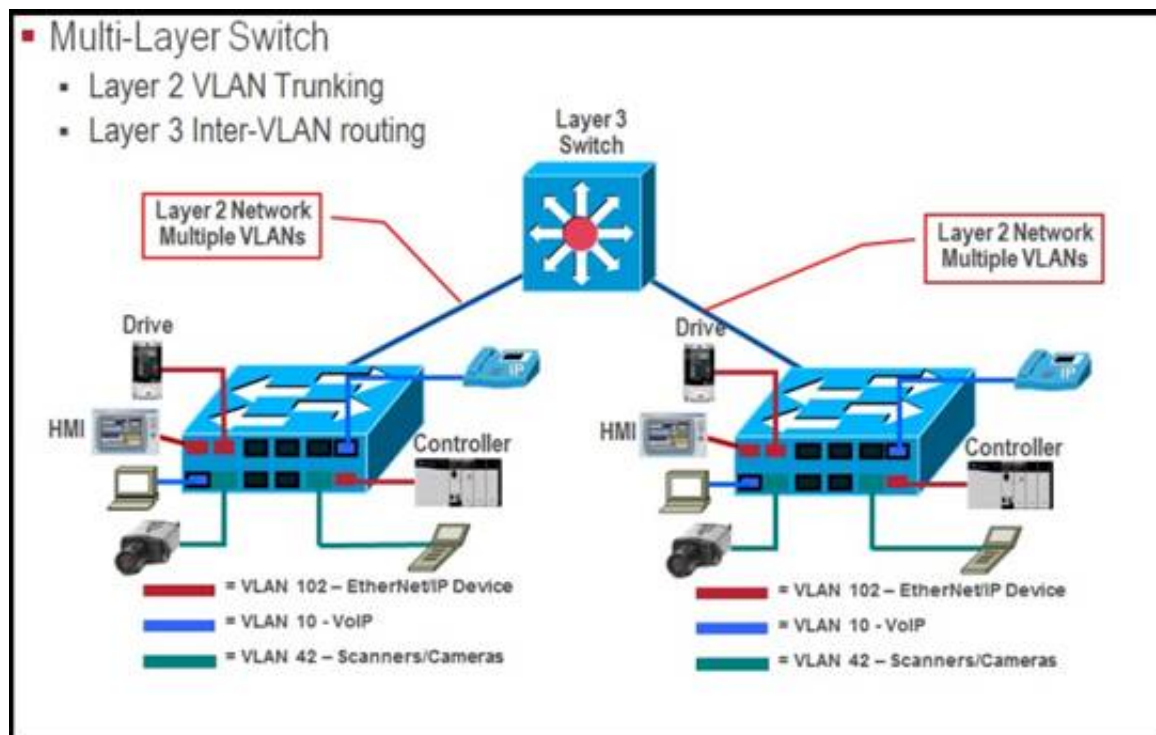 Multi-Layer Switch
Layer 2 VLAN Trunking
Layer 3 Inter-VLAN routing
Layer 3
Switch
Layer 2 Network
Multiple VLANs
Layer 2 Network
Multiple VLANs
Drive
IP
HMI
Controller
= VLAN 102 – EtherNet/IP Device
= VLAN 10 - VoIP
= VLAN 42 – Scanners/Cameras
Drive
IP
HMI
Controller
= VLAN 102 – EtherNet/IP Device
= VLAN 10 - VoIP
= VLAN 42 – Scanners/Cameras